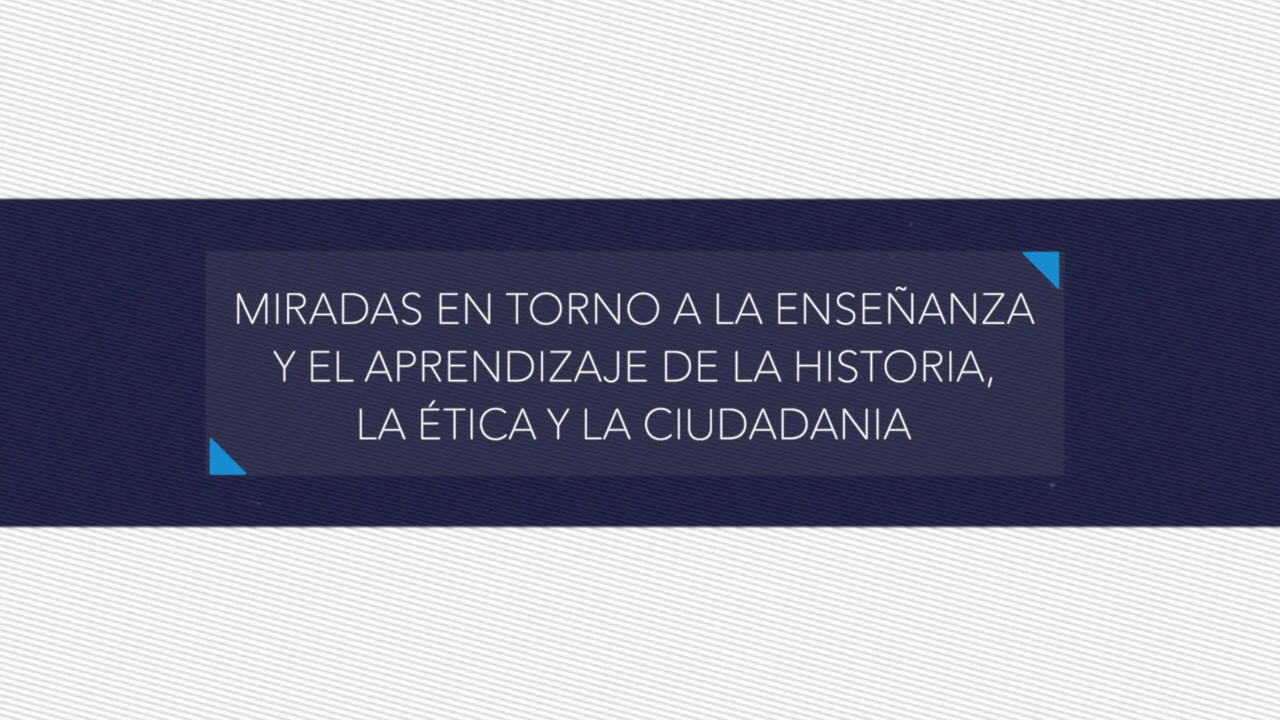 MIRADAS EN TORNO A LA ENSEÑANZA
Y EL APRENDIZAJE DE LA HISTORIA,
LA ÉTICA Y LA CIUDADANIA